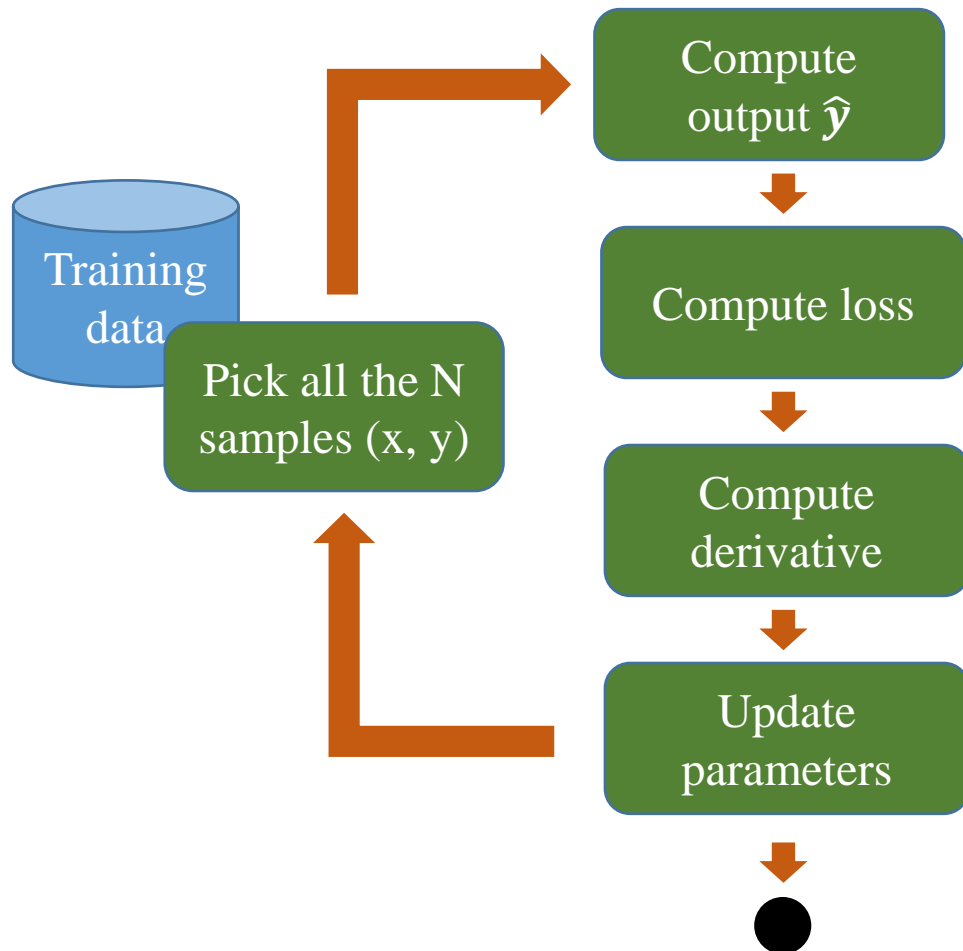 Compute
output ŷ
Training
data
Compute loss
Pick all the N
samples (x, y)
Compute
derivative
Update
parameters